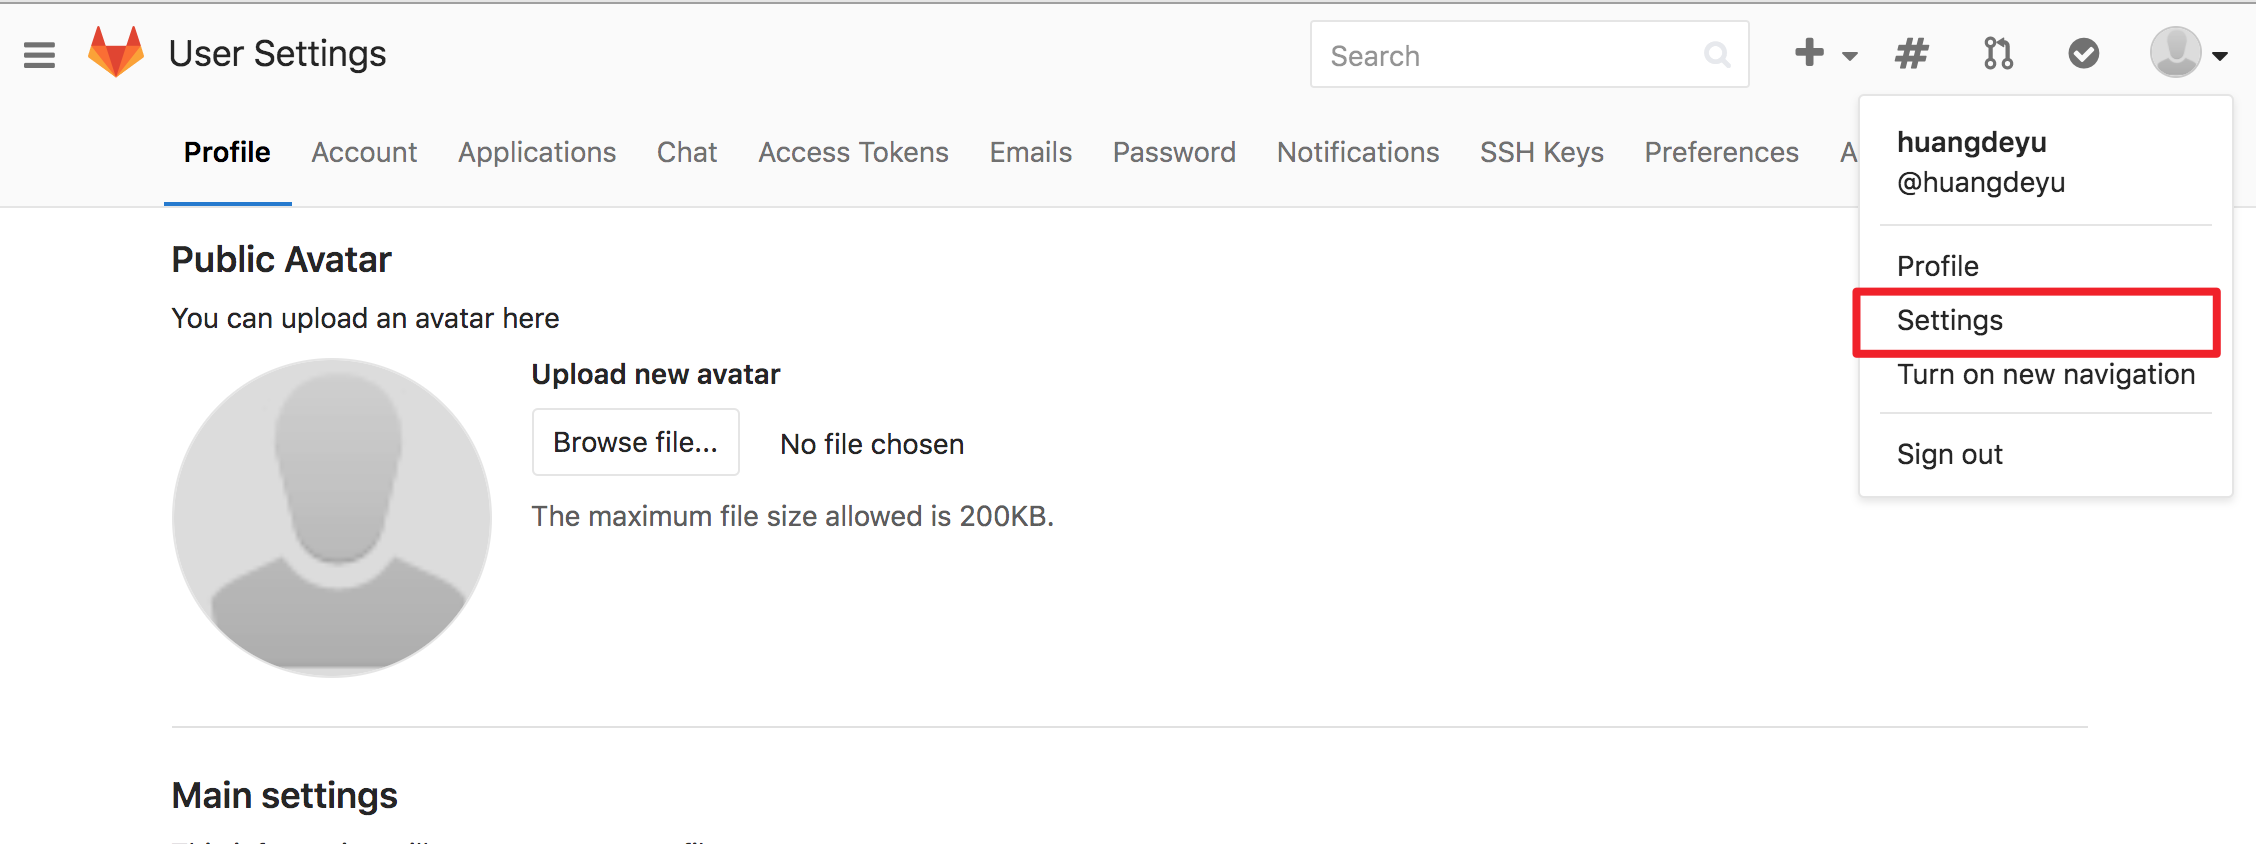 User Settings
Search
Profile Account Applications Chat Access Tokens Emails Password Notifications SSH Keys Preferences A
huangdeyu
@huangdeyu
Profile
Settings
Turn on new navigation
Sign out
Public Avatar
You can upload an avatar here
Upload new avatar
Browse file... No file chosen
The maximum file size allowed is 200KB.
Main settings